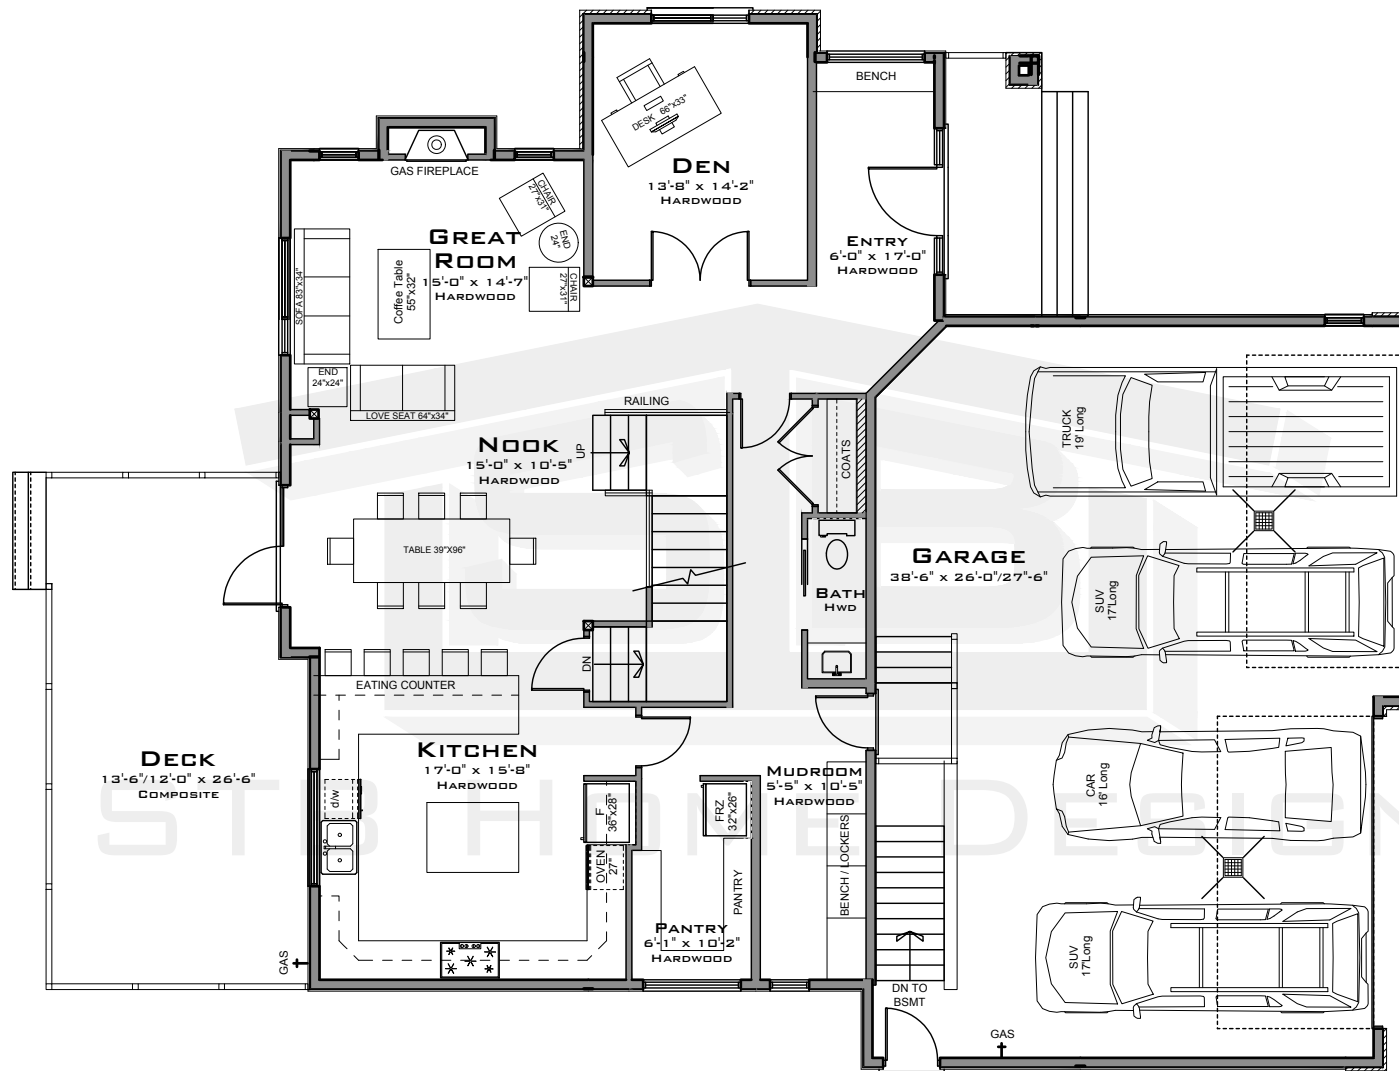 BENCH
DESK 66"x33"
DEN
13'-8" x 14'-2"
HARDWOOD
GAS FIREPLACE
CHAIR
27"x31"
END
24"
GREAT
ROOM
15'-0" x 14'-7"
HARDWOOD
CHAIR
27"x31"
Coffee Table
55"x32"
SOFA 83"x34"
ENTRY
6'-0" x 17'-0"
HARDWOOD
END
24"x24"
LOVE SEAT 64"x34"
RAILING
UP
NOOK
15'-0" x 10'-5"
HARDWOOD
COATS
TRUCK
19' Long
TABLE 39"X96"
GARAGE
38'-6" x 26'-0"/27'-6"
BATH
HWD
SUV
17'Long
DN
EATING COUNTER
DECK
13'-6"/12'-0" x 26'-6"
COMPOSITE
KITCHEN
17'-0" x 15'-8"
HARDWOOD
MUDROOM
5'-5" x 10'-5"
HARDWOOD
CAR
16' Long
d/w
F
36"x28"
FRZ
32"x26"
STB HOME DESIGN
OVEN
27"
PANTRY
BENCH / LOCKERS
PANTRY
6'-1" x 10'-2"
HARDWOOD
SUV
17'Long
GAS
DN TO
BSMT
GAS
STB